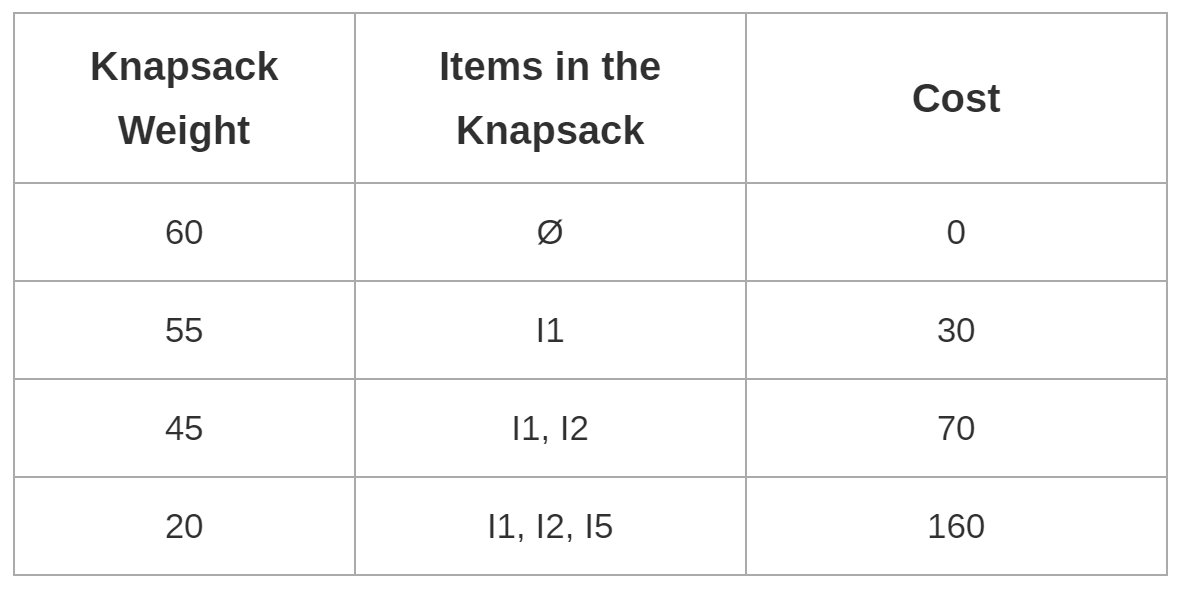 Knapsack
Weight
Items in the
Knapsack
Cost
60
Ø
0
55
I1
30
45
I1, I2
70
20
I1, I2, I5
160